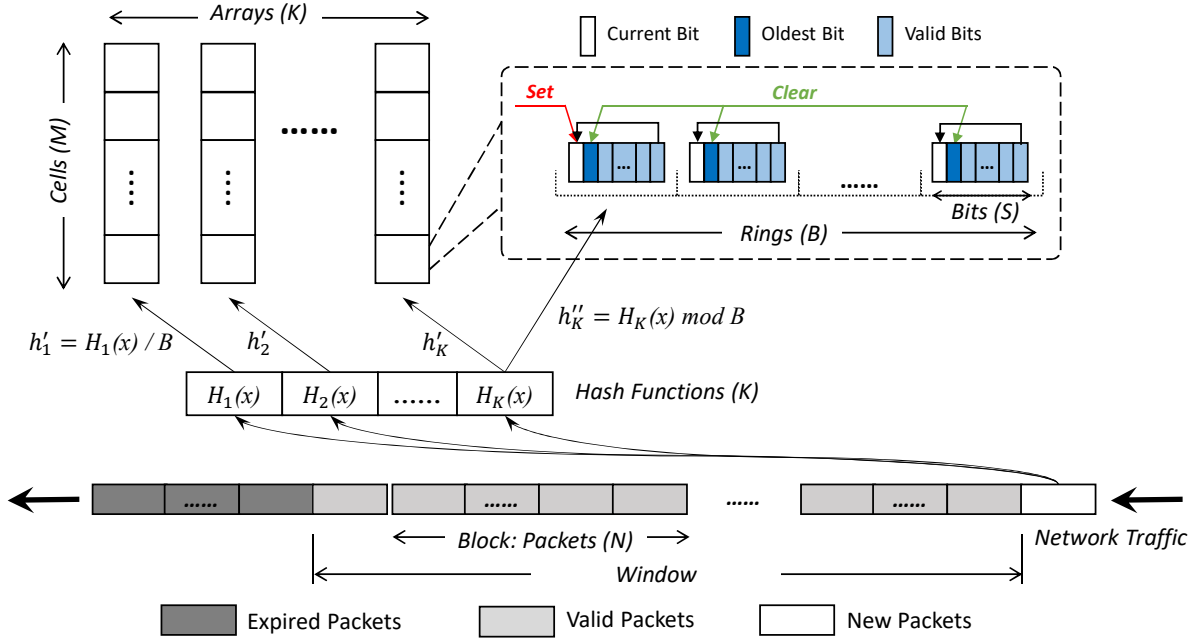 Arrays (K)
Current Bit
Oldest Bit
Valid Bits
Cells (M)
......
......
......
......
Set
Clear
...
...
...
......
Bits (S)
Rings (B)
h′₁ = H₁(x) / B
h′₂
h′_K
h″_K = H_K(x) mod B
H₁(x)
H₂(x)
......
H_K(x)
Hash Functions (K)
......
......
......
......
Block: Packets (N)
Network Traffic
Window
Expired Packets
Valid Packets
New Packets